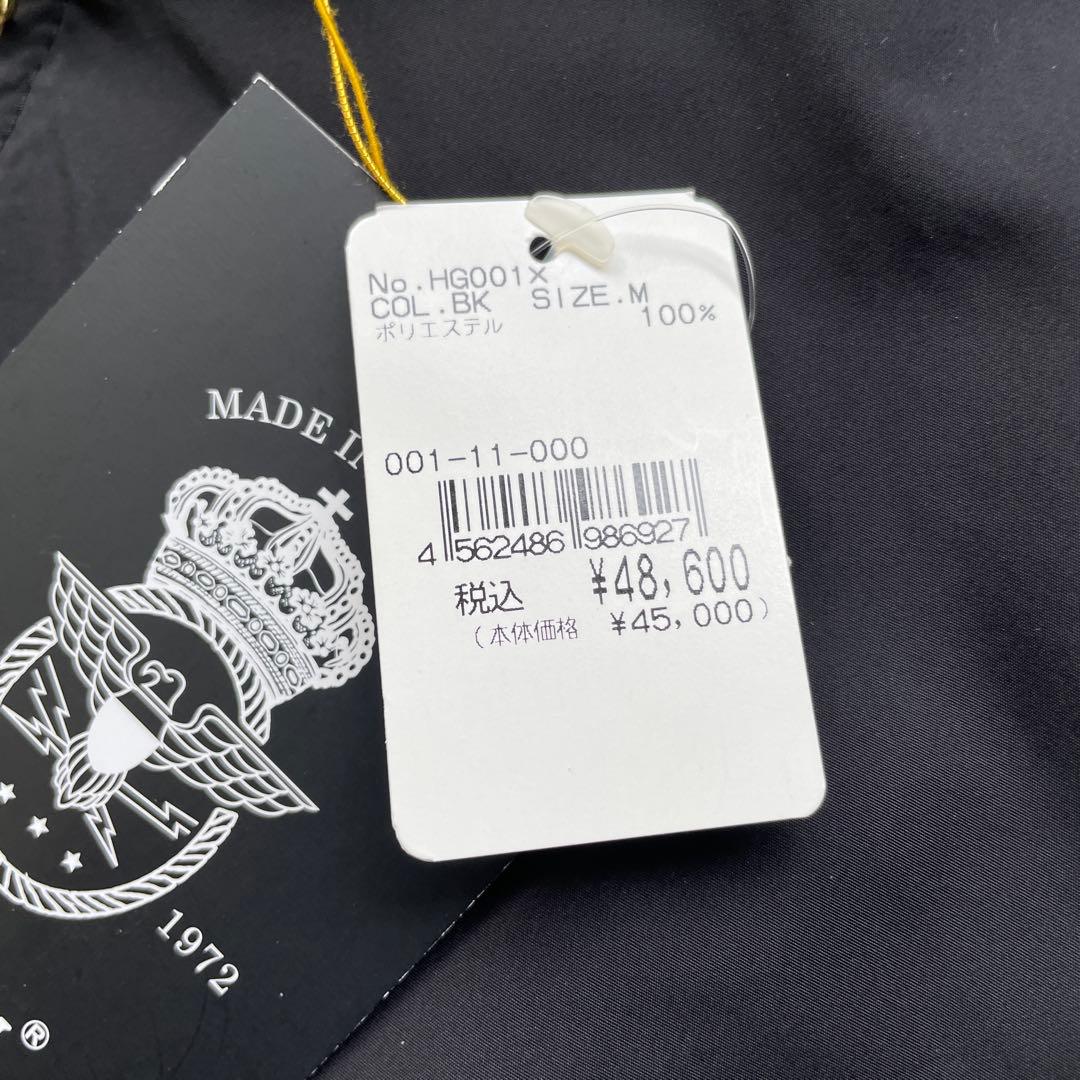 No.HG001X
COL.BK SIZE.M
ポリエステル 100%
001-11-000
4 562486 986927
税込 ¥48,600
(本体価格 ¥45,000)
MADE
1972
®